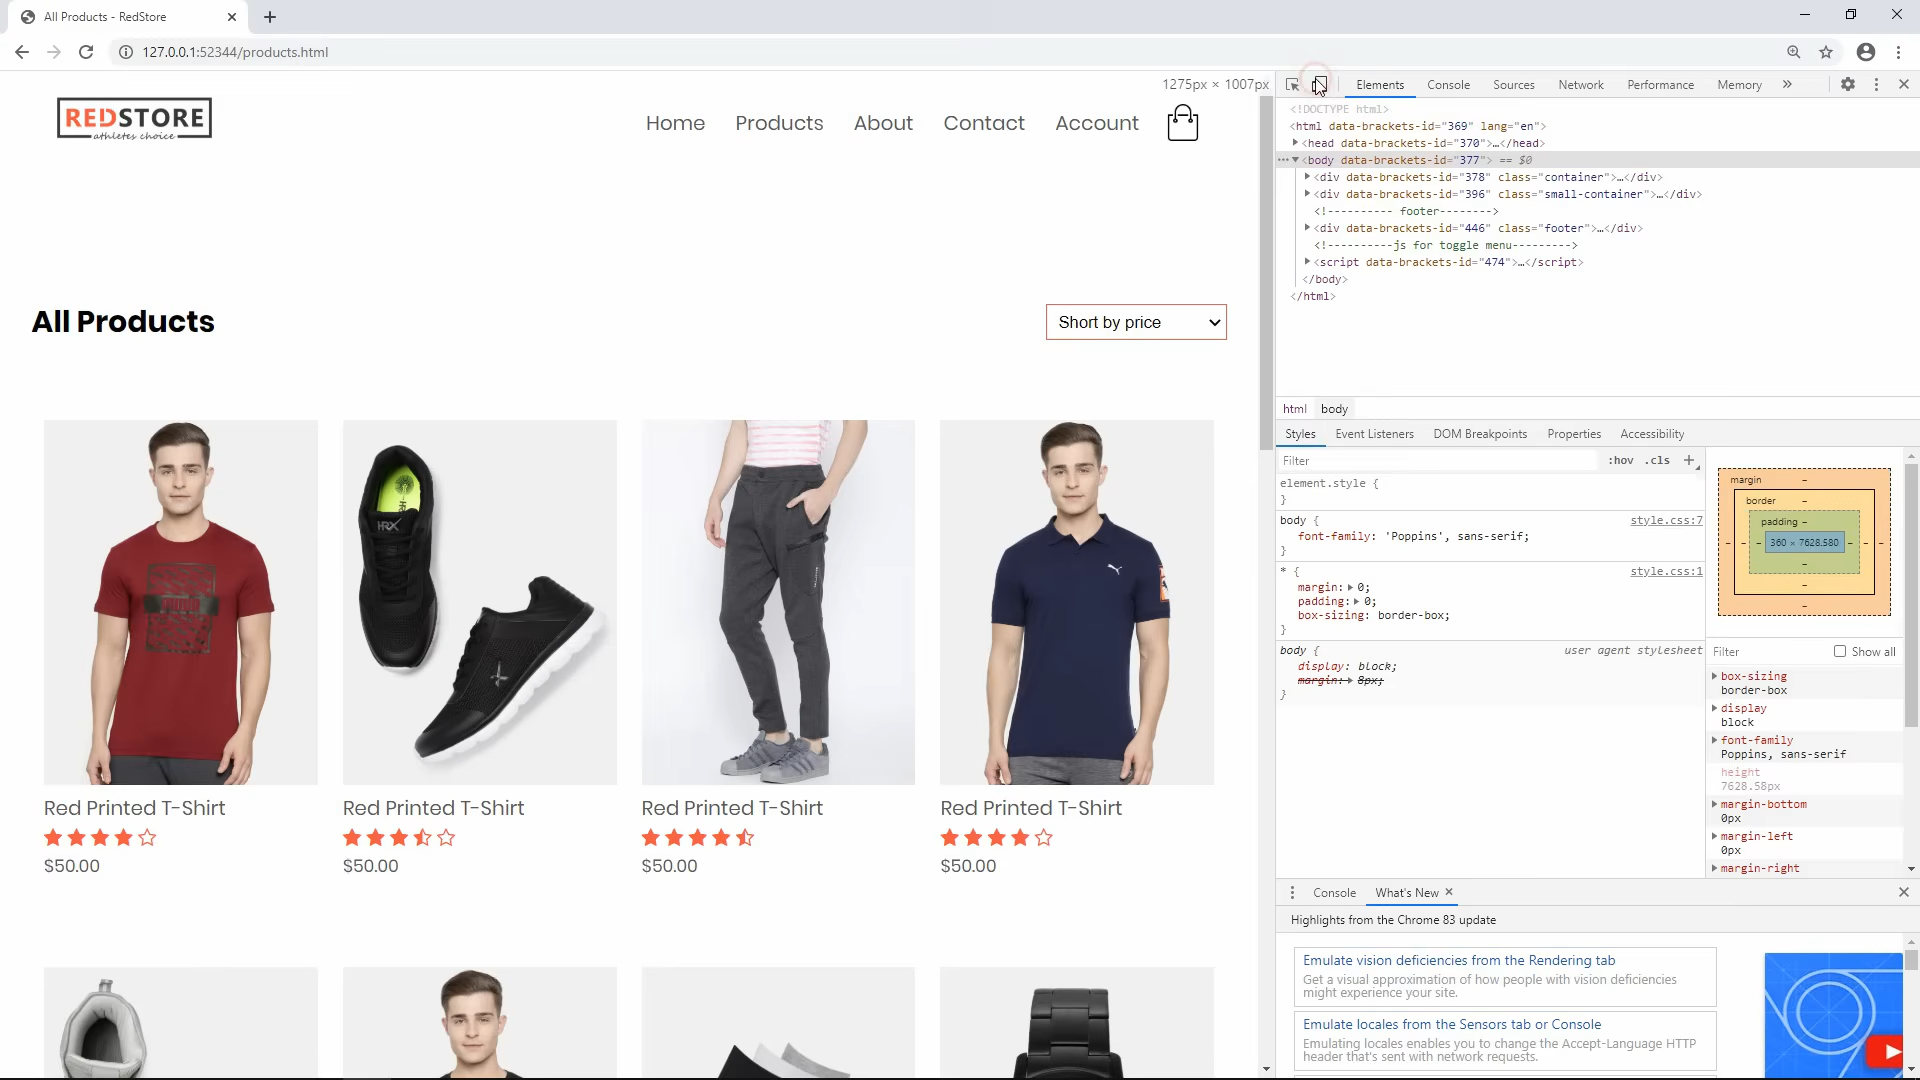 All Products - RedStore
127.0.0.1:52344/products.html
1275px × 1007px
REDSTORE
athletes choice
Home Products About Contact Account
All Products
Short by price
HRX
PUMA
Red Printed T-Shirt Red Printed T-Shirt Red Printed T-Shirt Red Printed T-Shirt
$50.00 $50.00 $50.00 $50.00
Elements Console Sources Network Performance Memory »
<!DOCTYPE html>
<html data-brackets-id="369" lang="en">
<head data-brackets-id="370">…</head>
<body data-brackets-id="377"> == $0
<div data-brackets-id="378" class="container">…</div>
<div data-brackets-id="396" class="small-container">…</div>
<!---------- footer-------->
<div data-brackets-id="446" class="footer">…</div>
<!----------js for toggle menu--------->
<script data-brackets-id="474">…</script>
</body>
</html>
html body
Styles Event Listeners DOM Breakpoints Properties Accessibility
Filter :hov .cls +
element.style {
}
body { style.css:7
font-family: 'Poppins', sans-serif;
}
* { style.css:1
margin: 0;
padding: 0;
box-sizing: border-box;
}
body { user agent stylesheet
display: block;
margin: 8px;
}
margin –
border –
padding –
– – – 360 × 7628.580 – – –
–
–
–
Filter Show all
box-sizing
border-box
display
block
font-family
Poppins, sans-serif
height
7628.58px
margin-bottom
0px
margin-left
0px
margin-right
Console What's New
Highlights from the Chrome 83 update
Emulate vision deficiencies from the Rendering tab
Get a visual approximation of how people with vision deficiencies
might experience your site.
Emulate locales from the Sensors tab or Console
Emulating locales enables you to change the Accept-Language HTTP
header that's sent with network requests.